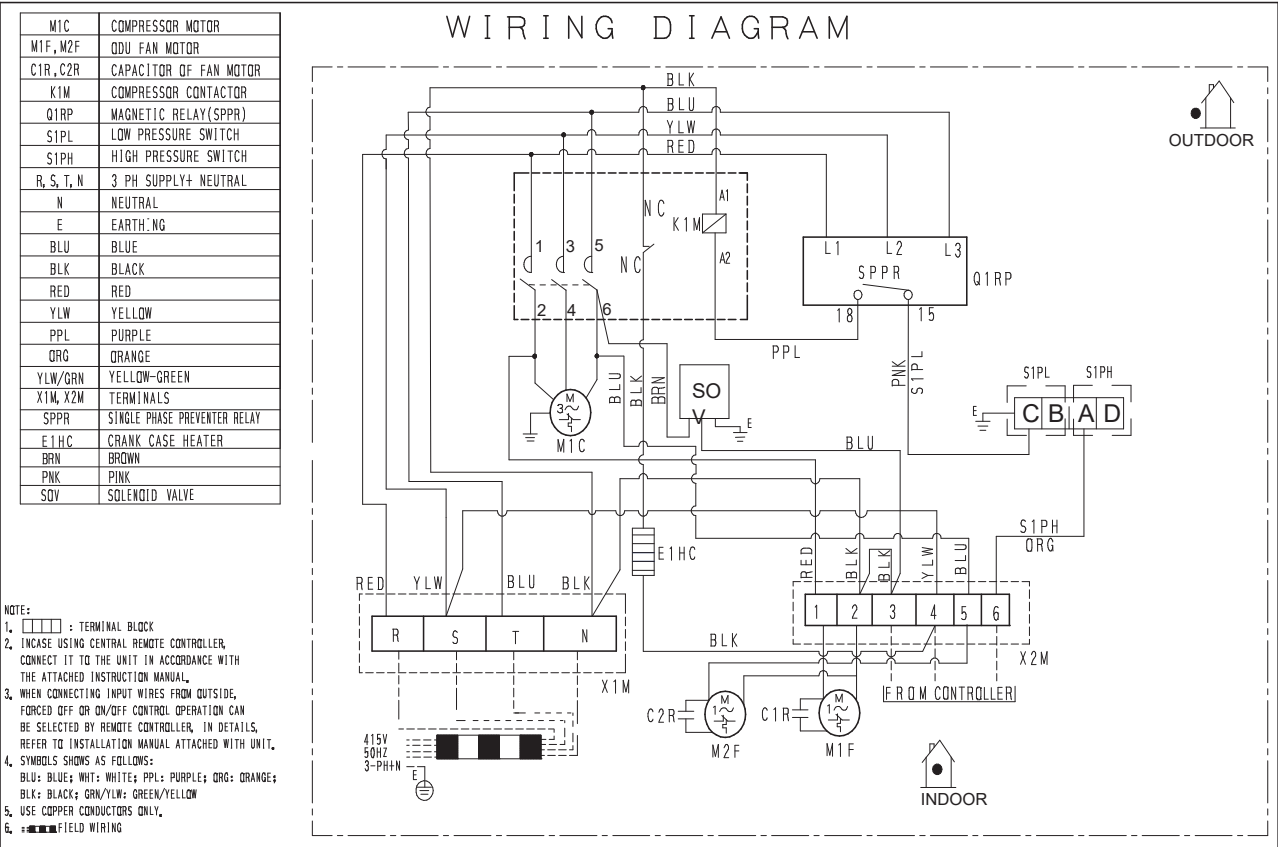 WIRING DIAGRAM
M1C COMPRESSOR MOTOR
M1F, M2F ODU FAN MOTOR
C1R, C2R CAPACITOR OF FAN MOTOR
K1M COMPRESSOR CONTACTOR
Q1RP MAGNETIC RELAY(SPPR)
S1PL LOW PRESSURE SWITCH
S1PH HIGH PRESSURE SWITCH
R, S, T, N 3 PH SUPPLY+ NEUTRAL
N NEUTRAL
E EARTHING
BLU BLUE
BLK BLACK
RED RED
YLW YELLOW
PPL PURPLE
ORG ORANGE
YLW/GRN YELLOW-GREEN
X1M, X2M TERMINALS
SPPR SINGLE PHASE PREVENTER RELAY
E1HC CRANK CASE HEATER
BRN BROWN
PNK PINK
SOV SOLENOID VALVE
NOTE:
1. : TERMINAL BLOCK
2. INCASE USING CENTRAL REMOTE CONTROLLER,
CONNECT IT TO THE UNIT IN ACCORDANCE WITH
THE ATTACHED INSTRUCTION MANUAL.
3. WHEN CONNECTING INPUT WIRES FROM OUTSIDE,
FORCED OFF OR ON/OFF CONTROL OPERATION CAN
BE SELECTED BY REMOTE CONTROLLER, IN DETAILS,
REFER TO INSTALLATION MANUAL ATTACHED WITH UNIT.
4. SYMBOLS SHOWS AS FOLLOWS:
BLU: BLUE; WHT: WHITE; PPL: PURPLE; ORG: ORANGE;
BLK: BLACK; GRN/YLW: GREEN/YELLOW
5. USE COPPER CONDUCTORS ONLY.
6. FIELD WIRING
BLK
BLU
YLW
RED
OUTDOOR
NC
A1
K1M
A2
NC
1 3 5
2 4 6
L1 L2 L3
SPPR
Q1RP
18 15
PPL
PNK
S1PL
M
3~
M1C
BLU
BLK
BRN
SO
V
E
BLU
S1PL S1PH
E
C B A D
S1PH
ORG
E1HC
RED YLW BLU BLK
R S T N
X1M
RED
BLK
BLK
YLW
BLU
1 2 3 4 5 6
X2M
BLK
FROM CONTROLLER
C2R
M
1~
M2F
C1R
M
1~
M1F
415V
50HZ
3-PH+N
E
INDOOR